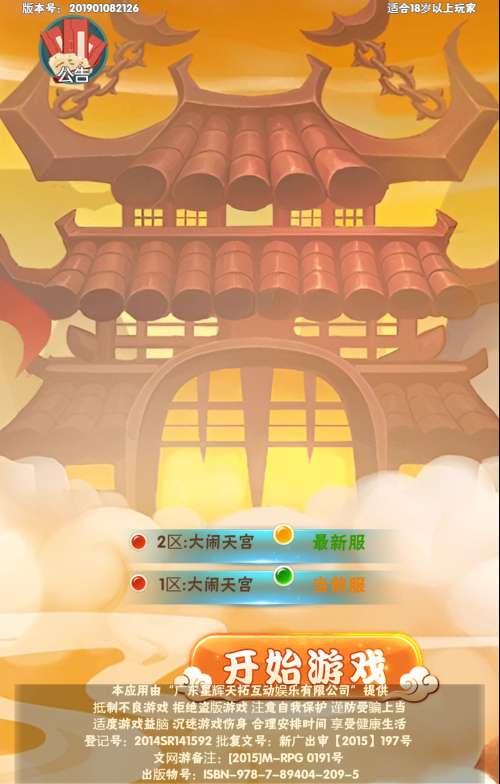 版本号：201901082126
适合18岁以上玩家
公告
2区:大闹天宫 最新服
1区:大闹天宫 当前服
开始游戏
本应用由“广东星辉天拓互动娱乐有限公司”提供
抵制不良游戏 拒绝盗版游戏 注意自我保护 谨防受骗上当
适度游戏益脑 沉迷游戏伤身 合理安排时间 享受健康生活
登记号：2014SR141592 批复文号：新广出审【2015】197号
文网游备注：[2015]M-RPG 0191号
出版物号：ISBN-978-7-89404-209-5